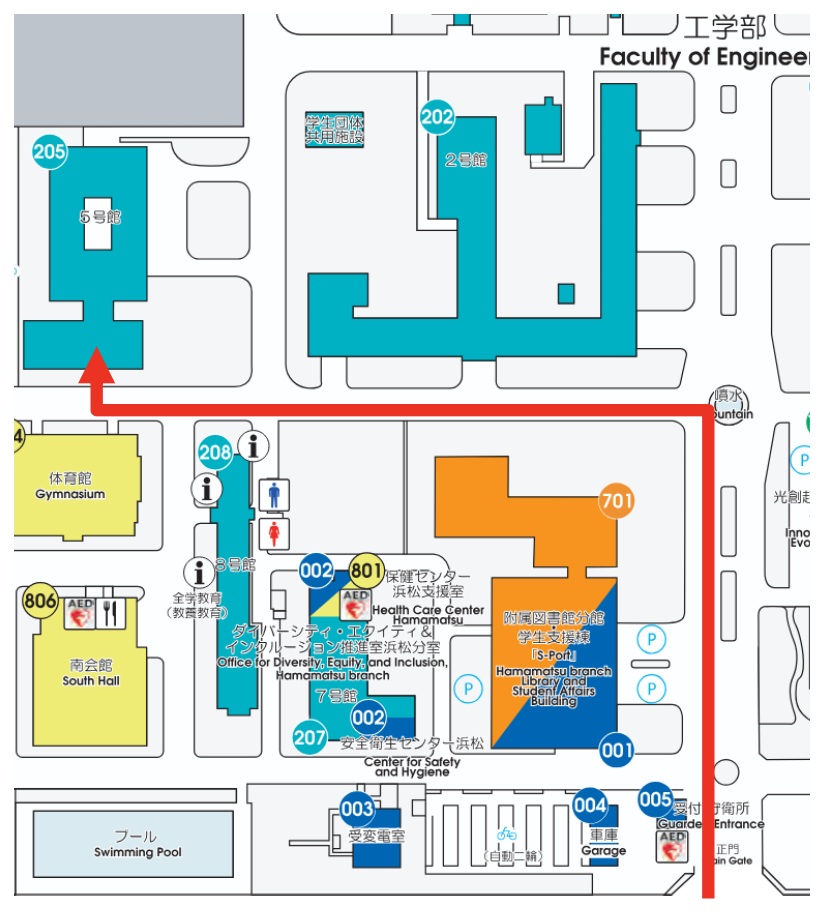 工学部
Faculty of Engineer
学生団体
共用施設
202
2号館
205
5号館
噴水
ountain
4
体育館
Gymnasium
208
i
i
i
8号館
全学教育
(教養教育)
701
P
光創起
Inno
Evo
002
801
保健センター
浜松支援室
AED
Health Care Center
Hamamatsu
806
AED
南会館
South Hall
ダイバーシティ・エクイティ&
インクルージョン推進室浜松分室
Office for Diversity, Equity, and Inclusion,
Hamamatsu branch
7号館
002
207
安全衛生センター浜松
Center for Safety
and Hygiene
附属図書館分館
学生支援棟
「S-Port」
Hamamatsu branch
Library and
Student Affairs
Building
P
P
P
001
プール
Swimming Pool
003
受変電室
(自動二輪)
004
車庫
Garage
005
受付 守衛所
Guarded Entrance
AED
正門
ain Gate